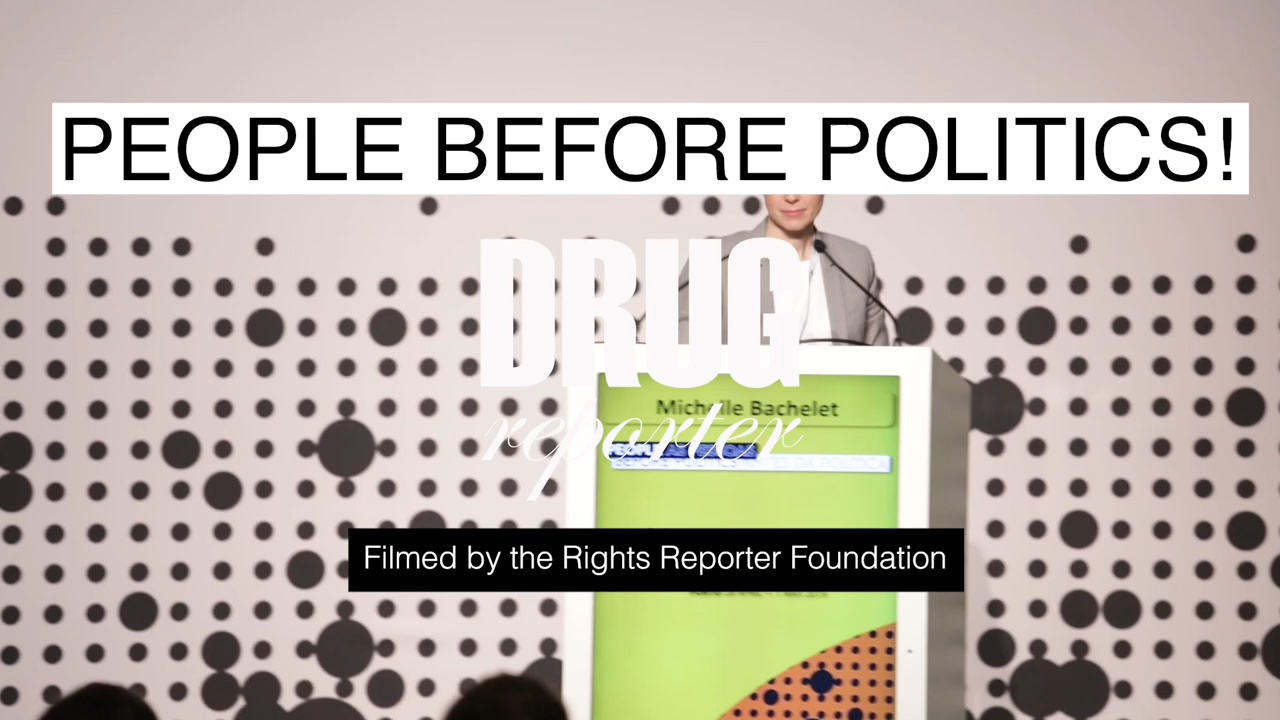 PEOPLE BEFORE POLITICS!
DRUG
reporter
Michelle Bachelet
Filmed by the Rights Reporter Foundation